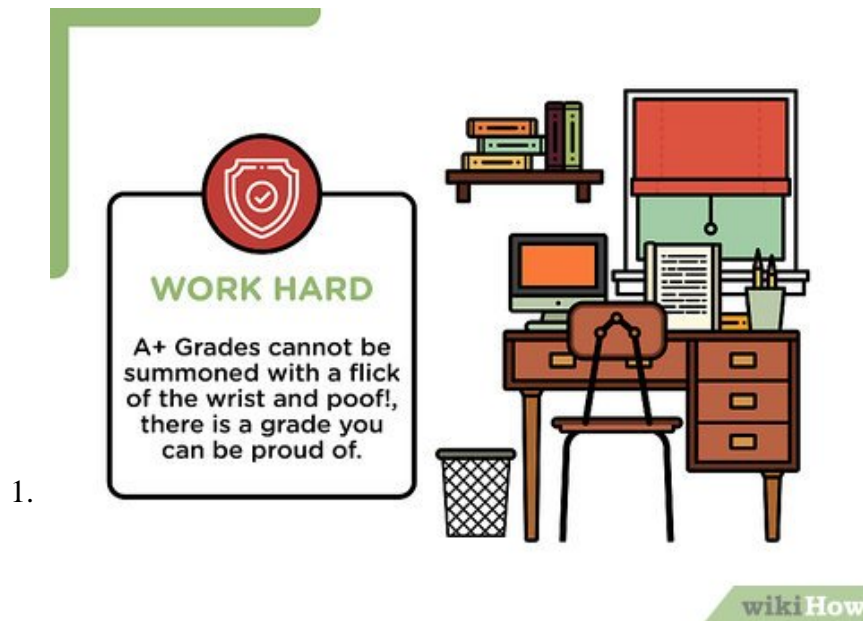 WORK HARD
A+ Grades cannot be
summoned with a flick
of the wrist and poof!,
there is a grade you
can be proud of.
1.
wikiHow